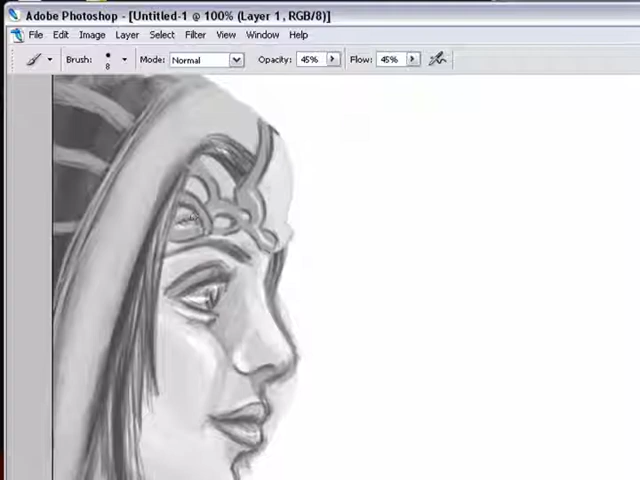 Adobe Photoshop - [Untitled-1 @ 100% (Layer 1, RGB/8)]
File Edit Image Layer Select Filter View Window Help
Brush: 8 Mode: Normal Opacity: 45% Flow: 45%